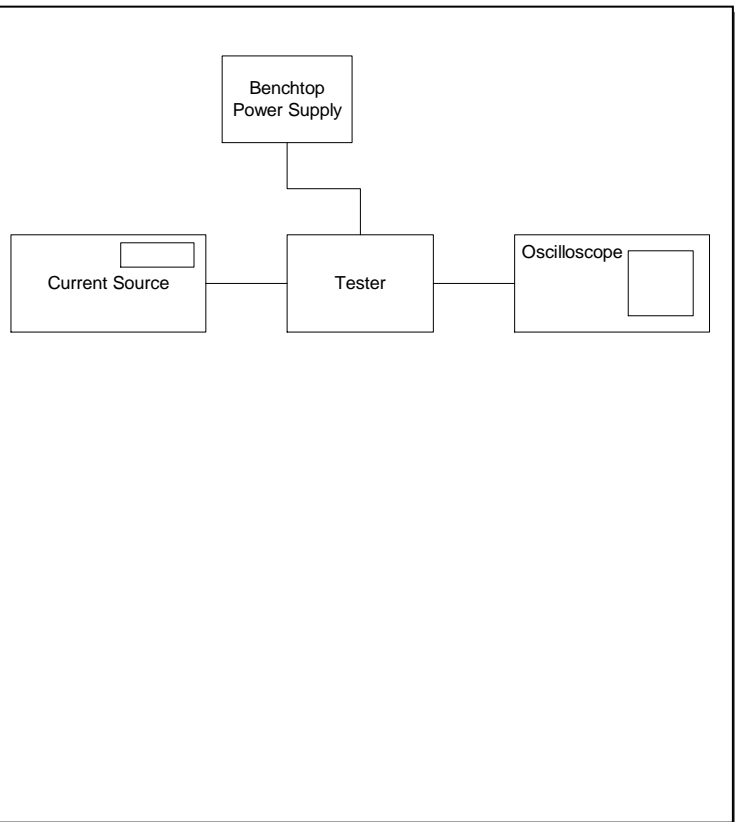 Benchtop
Power Supply
Current Source
Tester
Oscilloscope